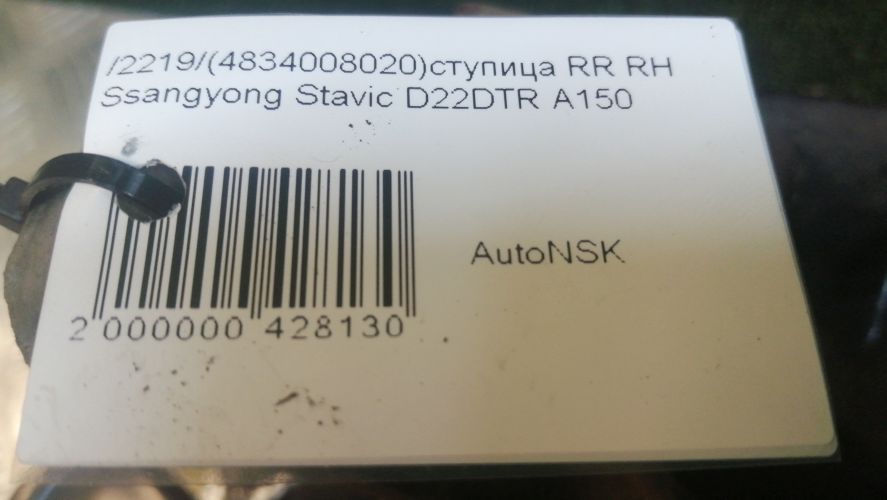 /2219/(4834008020)ступица RR RH
Ssangyong Stavic D22DTR A150
AutoNSK
2 000000 428130